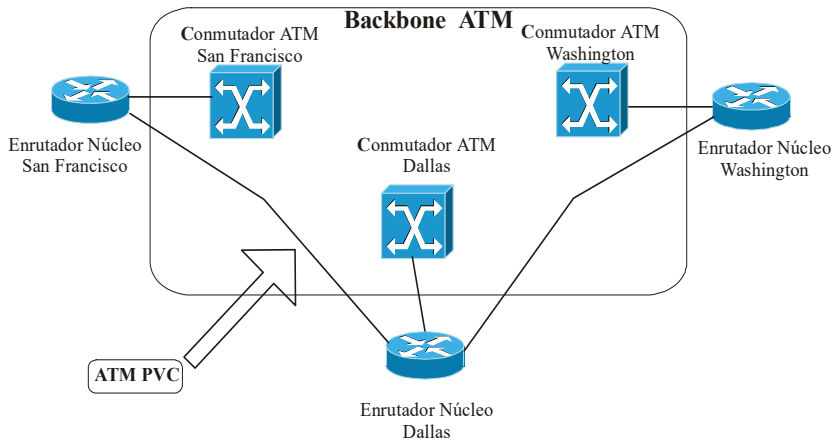 Backbone ATM
Conmutador ATM
San Francisco
Conmutador ATM
Washington
Enrutador Núcleo
San Francisco
Conmutador ATM
Dallas
Enrutador Núcleo
Washington
ATM PVC
Enrutador Núcleo
Dallas